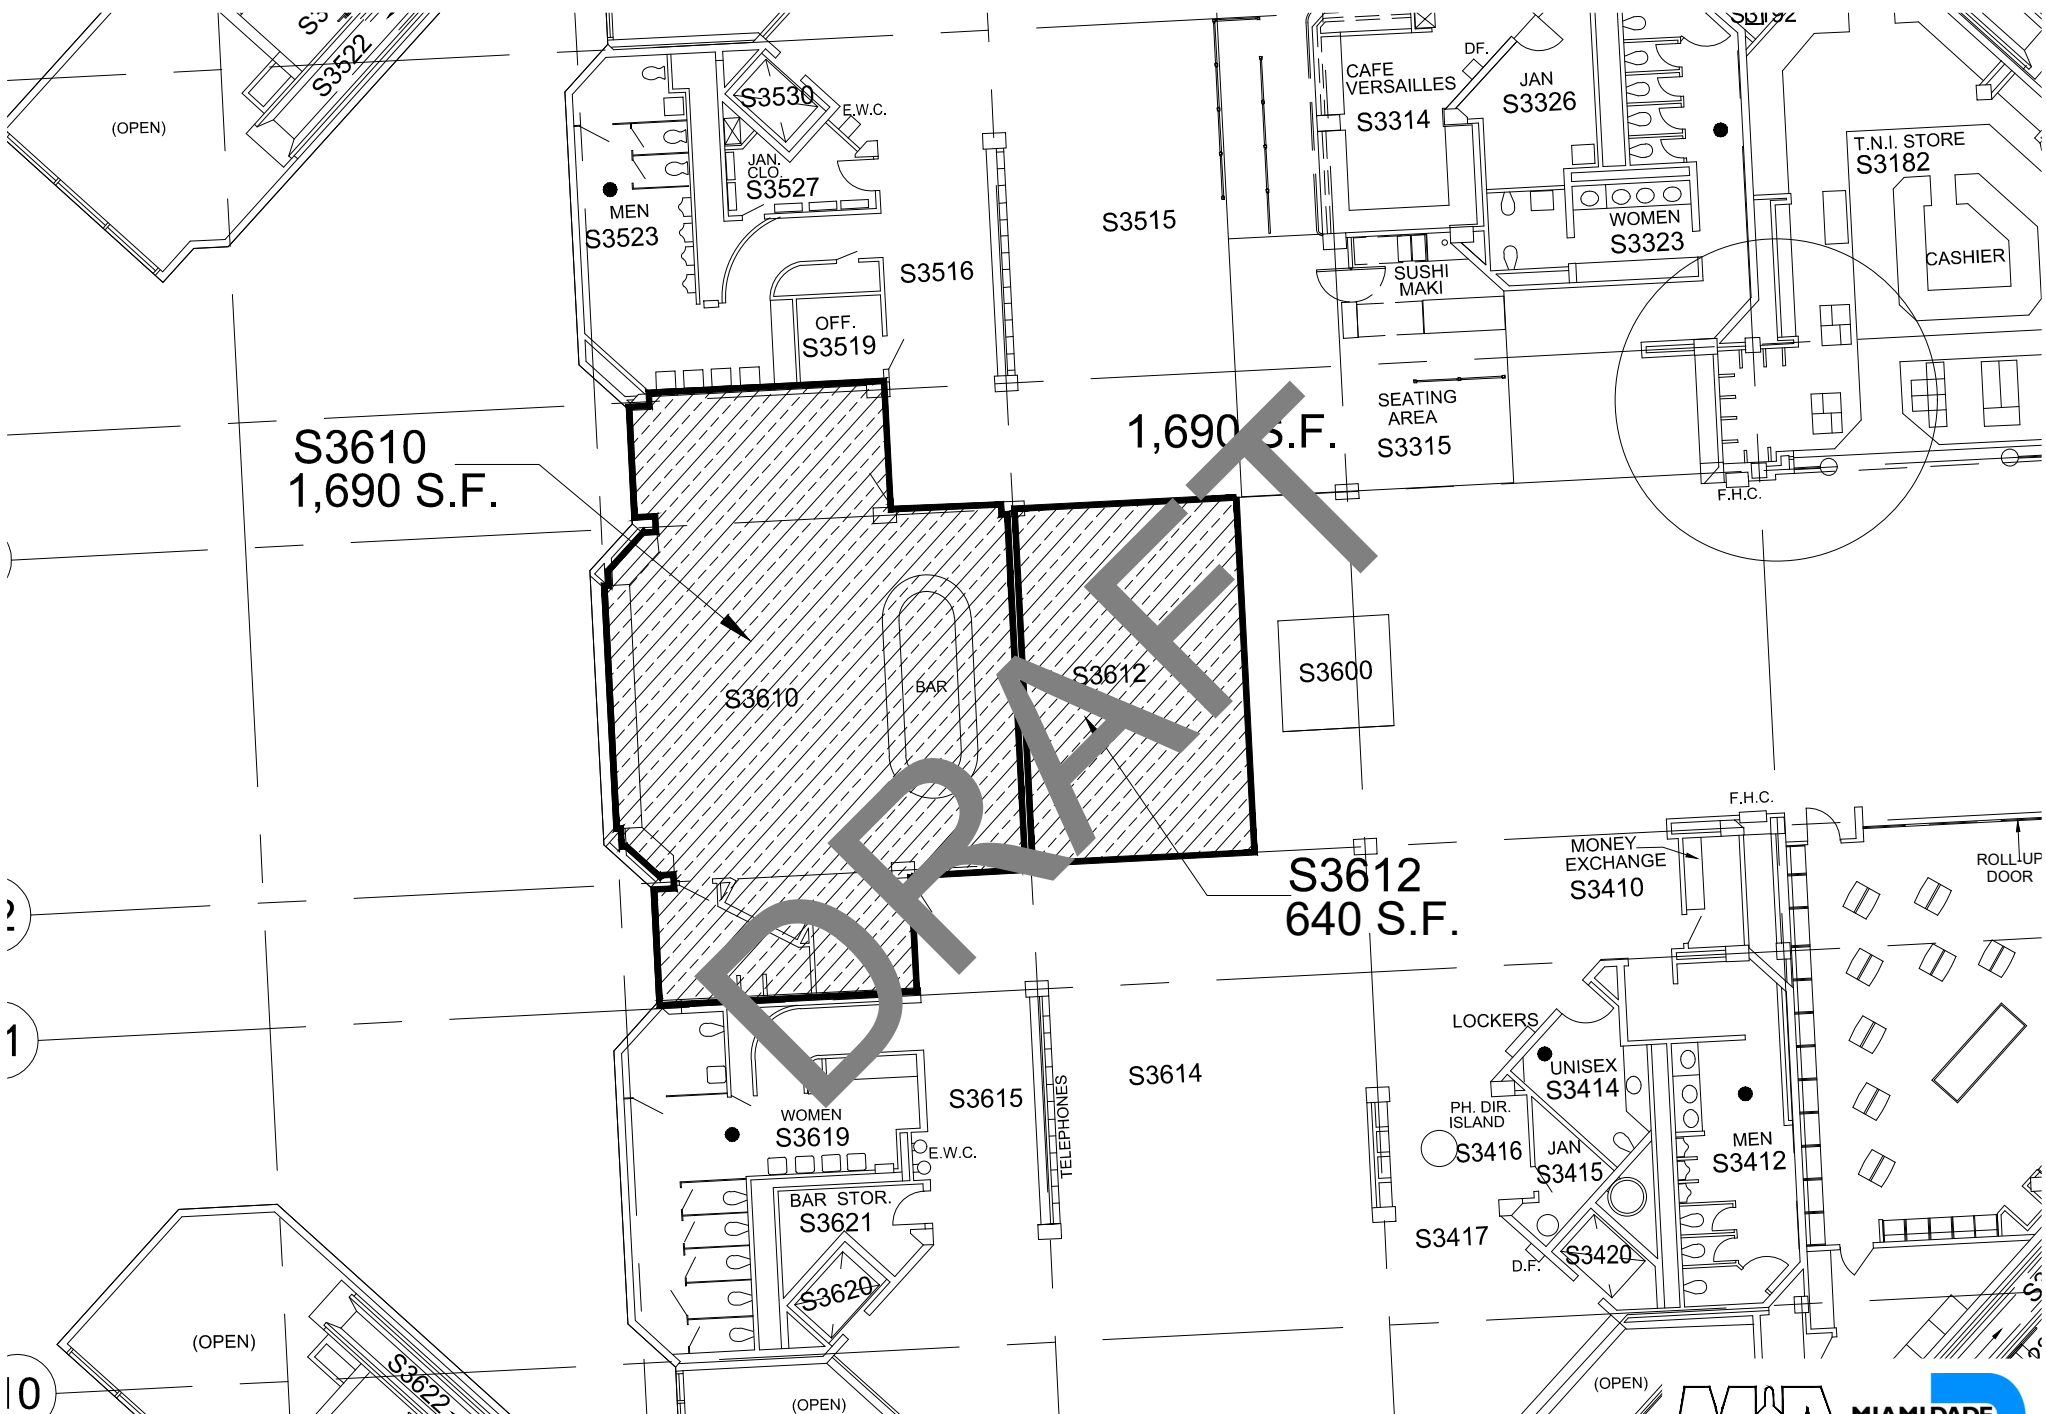 S3522
(OPEN)
S3530
E.W.C.
JAN.
CLO.
S3527
MEN
S3523
S3516
OFF.
S3519
S3515
CAFE
VERSAILLES
S3314
DF.
JAN
S3326
WOMEN
S3323
SUSHI
MAKI
S3192
T.N.I. STORE
S3182
CASHIER
SEATING
AREA
S3315
F.H.C.
S3610
1,690 S.F.
1,690 S.F.
S3610
BAR
S3612
S3600
DRAFT
S3612
640 S.F.
F.H.C.
MONEY
EXCHANGE
S3410
ROLL-UP
DOOR
2
1
10
LOCKERS
UNISEX
S3414
PH. DIR.
ISLAND
S3416
JAN
S3415
MEN
S3412
S3417
D.F.
S3420
S3615
TELEPHONES
S3614
WOMEN
S3619
E.W.C.
BAR STOR.
S3621
S3620
(OPEN)
S3622
(OPEN)
(OPEN)
MIA
MIAMI-DADE